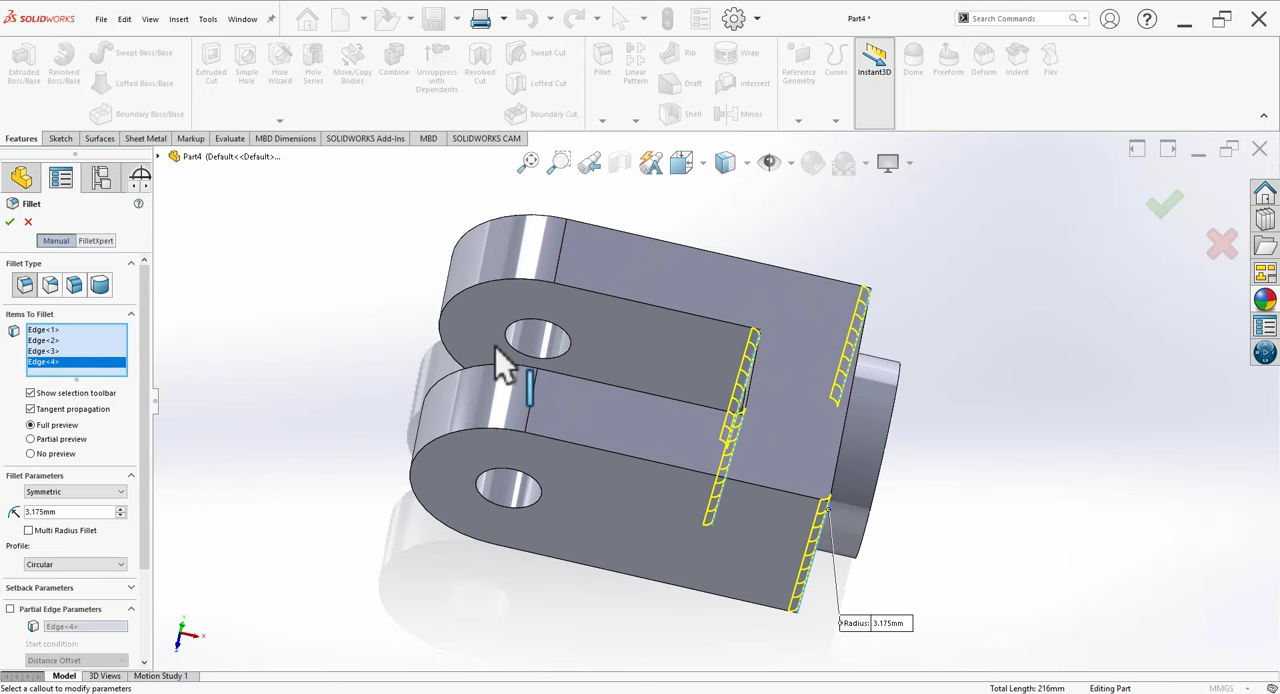 SOLIDWORKS File Edit View Insert Tools Window Part4 * Search Commands
Extruded Boss/Base
Revolved Boss/Base
Swept Boss/Base
Lofted Boss/Base
Boundary Boss/Base
Extruded Cut
Simple Hole
Hole Wizard
Hole Series
Move/Copy Bodies
Combine
Unsuppress with Dependents
Revolved Cut
Swept Cut
Lofted Cut
Boundary Cut
Fillet
Linear Pattern
Rib
Draft
Shell
Wrap
Intersect
Mirror
Reference Geometry
Curves
Instant3D
Dome
Freeform
Deform
Indent
Flex
Features Sketch Surfaces Sheet Metal Markup Evaluate MBD Dimensions SOLIDWORKS Add-Ins MBD SOLIDWORKS CAM
Part4 (Default<<Default>...
Fillet
Manual FilletXpert
Fillet Type
Items To Fillet
Edge<1>
Edge<2>
Edge<3>
Edge<4>
Show selection toolbar
Tangent propagation
Full preview
Partial preview
No preview
Fillet Parameters
Symmetric
3.175mm
Multi Radius Fillet
Profile:
Circular
Setback Parameters
Partial Edge Parameters
Edge<4>
Start condition:
Distance Offset
Radius: 3.175mm
Y
X
Z
Model 3D Views Motion Study 1
Select a callout to modify parameters Total Length: 216mm Editing Part MMGS